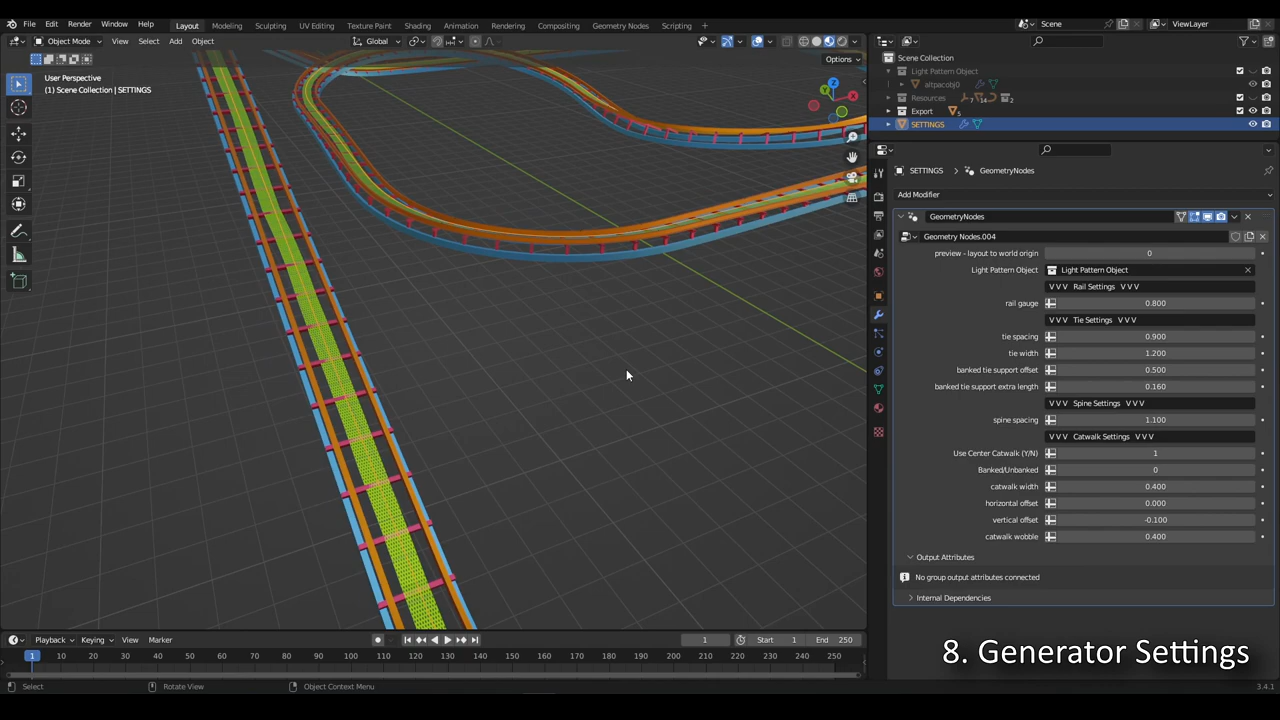 File Edit Render Window Help Layout Modeling Sculpting UV Editing Texture Paint Shading Animation Rendering Compositing Geometry Nodes Scripting + Scene ViewLayer
Object Mode View Select Add Object Global
Options
User Perspective
(1) Scene Collection | SETTINGS
Z
Y
X
Scene Collection
Light Pattern Object
altpacobj0
Resources 7 14 2
Export 5
SETTINGS
SETTINGS > GeometryNodes
Add Modifier
GeometryNodes
Geometry Nodes.004
preview - layout to world origin 0
Light Pattern Object Light Pattern Object
V V V Rail Settings V V V
rail gauge 0.800
V V V Tie Settings V V V
tie spacing 0.900
tie width 1.200
banked tie support offset 0.500
banked tie support extra length 0.160
V V V Spine Settings V V V
spine spacing 1.100
V V V Catwalk Settings V V V
Use Center Catwalk (Y/N) 1
Banked/Unbanked 0
catwalk width 0.400
horizontal offset 0.000
vertical offset -0.100
catwalk wobble 0.400
Output Attributes
No group output attributes connected
Internal Dependencies
8. Generator Settings
Playback Keying View Marker 1 Start 1 End 250
1 10 20 30 40 50 60 70 80 90 100 110 120 130 140 150 160 170 180 190 200 210 220 230 240 250
Select Rotate View Object Context Menu 3.4.1